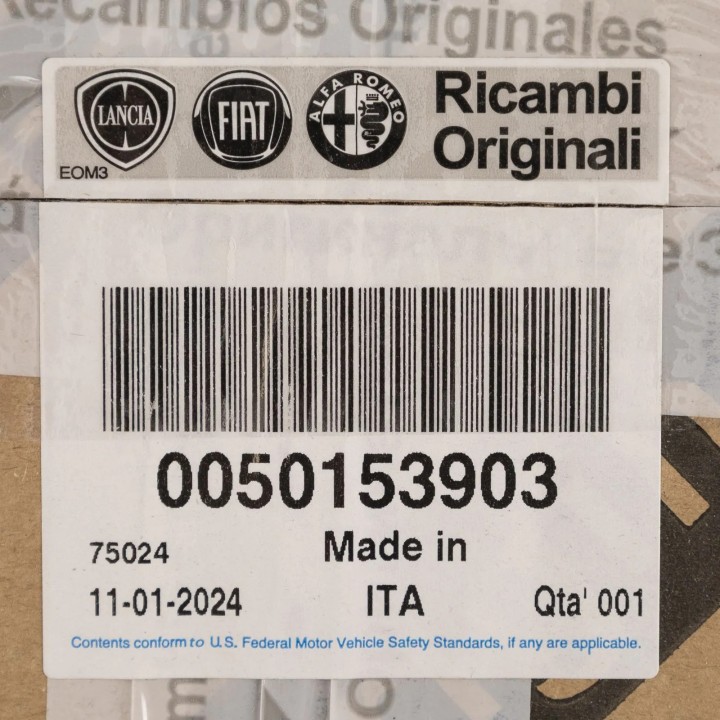 Recambios Originales
LANCIA
FIAT
ALFA ROMEO
Ricambi
Originali
EOM3
0050153903
75024
Made in
11-01-2024
ITA
Qta' 001
Contents conform to U.S. Federal Motor Vehicle Safety Standards, if any are applicable.